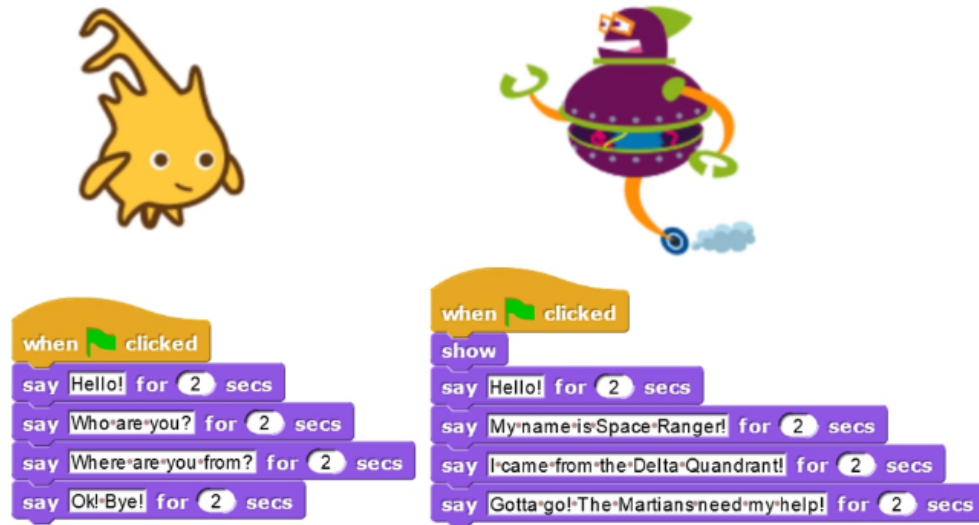 when clicked
say Hello! for 2 secs
say Who are you? for 2 secs
say Where are you from? for 2 secs
say Ok! Bye! for 2 secs
when clicked
show
say Hello! for 2 secs
say My name is Space Ranger! for 2 secs
say I came from the Delta Quandrant! for 2 secs
say Gotta go! The Martians need my help! for 2 secs